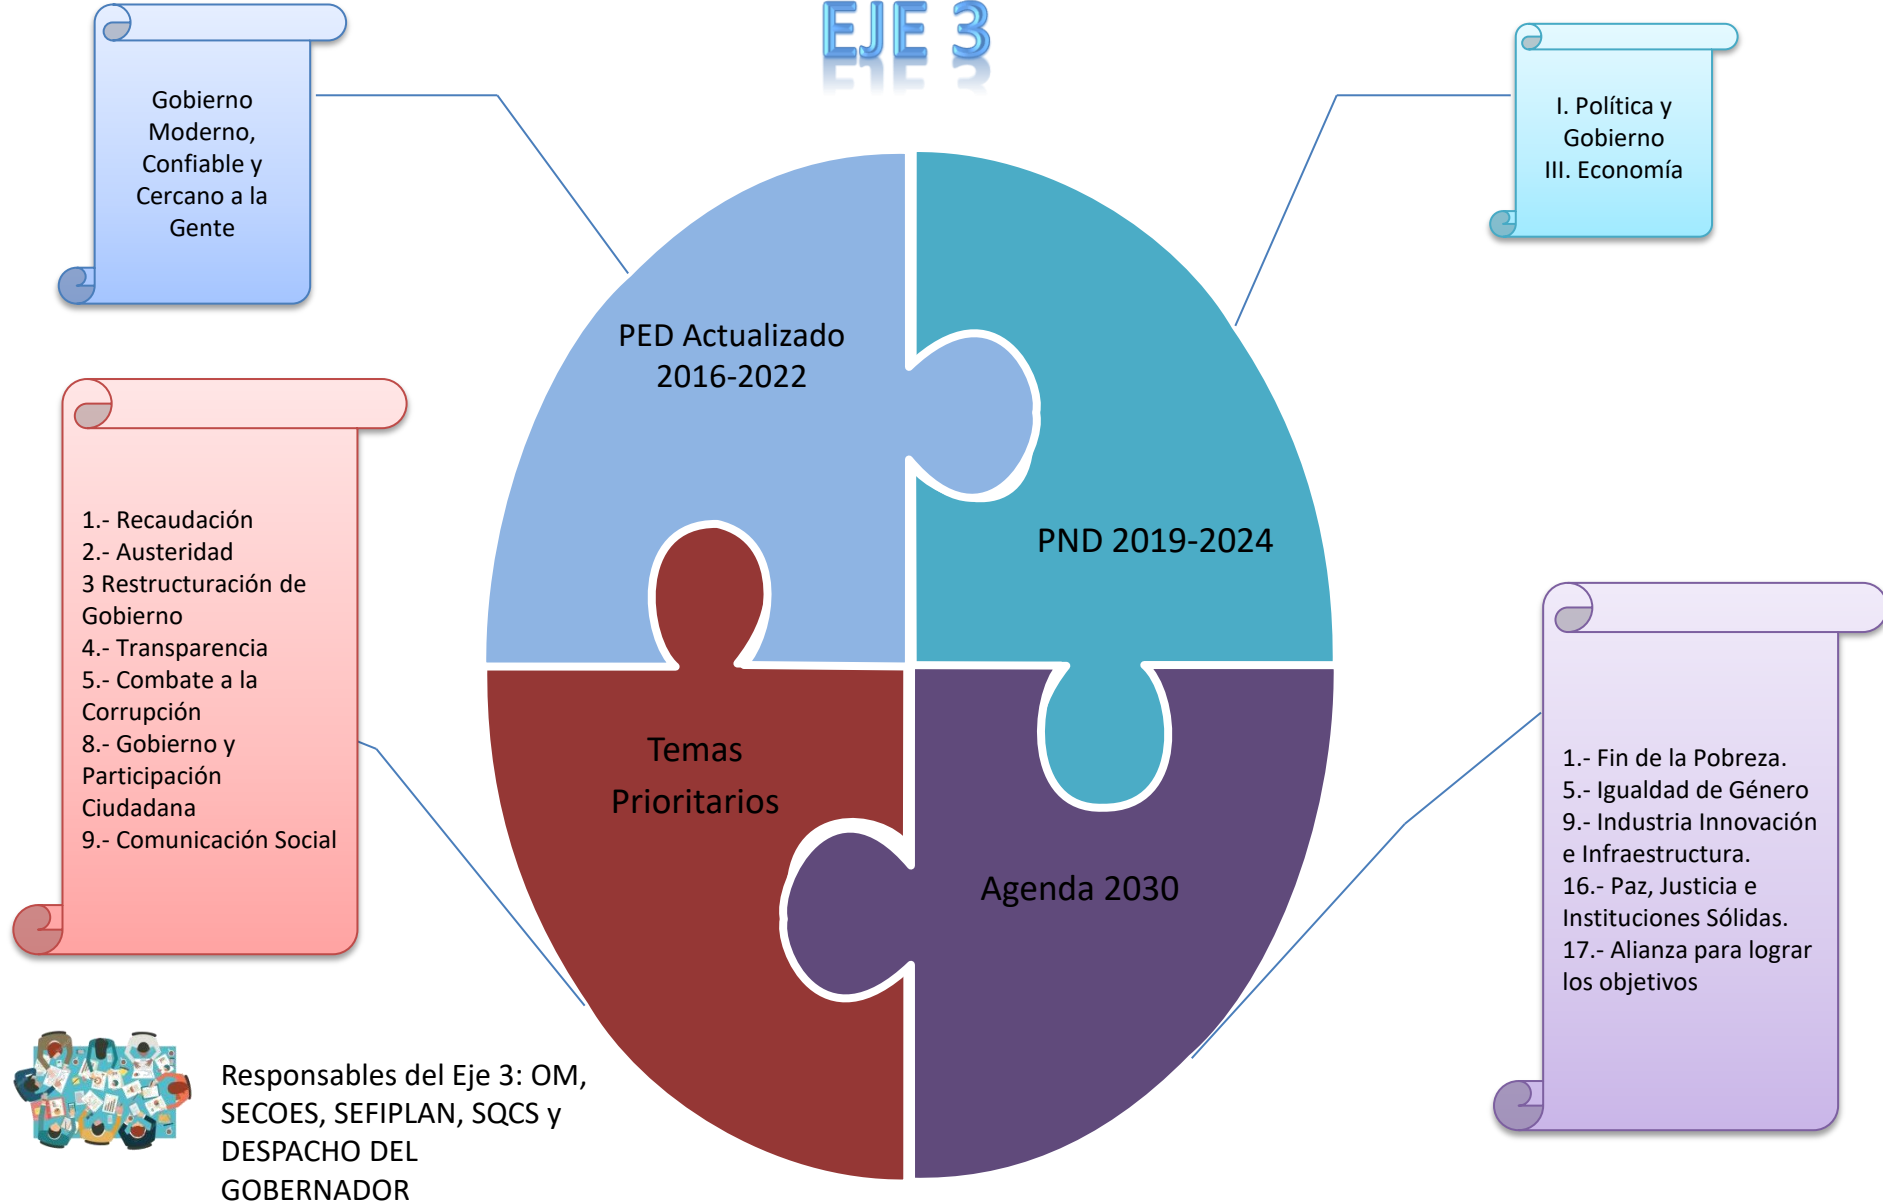 EJE 3
Gobierno
Moderno,
Confiable y
Cercano a la
Gente
I. Política y
Gobierno
III. Economía
PED Actualizado
2016-2022
PND 2019-2024
1.- Recaudación
2.- Austeridad
3 Restructuración de
Gobierno
4.- Transparencia
5.- Combate a la
Corrupción
8.- Gobierno y
Participación
Ciudadana
9.- Comunicación Social
Temas
Prioritarios
Agenda 2030
1.- Fin de la Pobreza.
5.- Igualdad de Género
9.- Industria Innovación
e Infraestructura.
16.- Paz, Justicia e
Instituciones Sólidas.
17.- Alianza para lograr
los objetivos
Responsables del Eje 3: OM,
SECOES, SEFIPLAN, SQCS y
DESPACHO DEL
GOBERNADOR